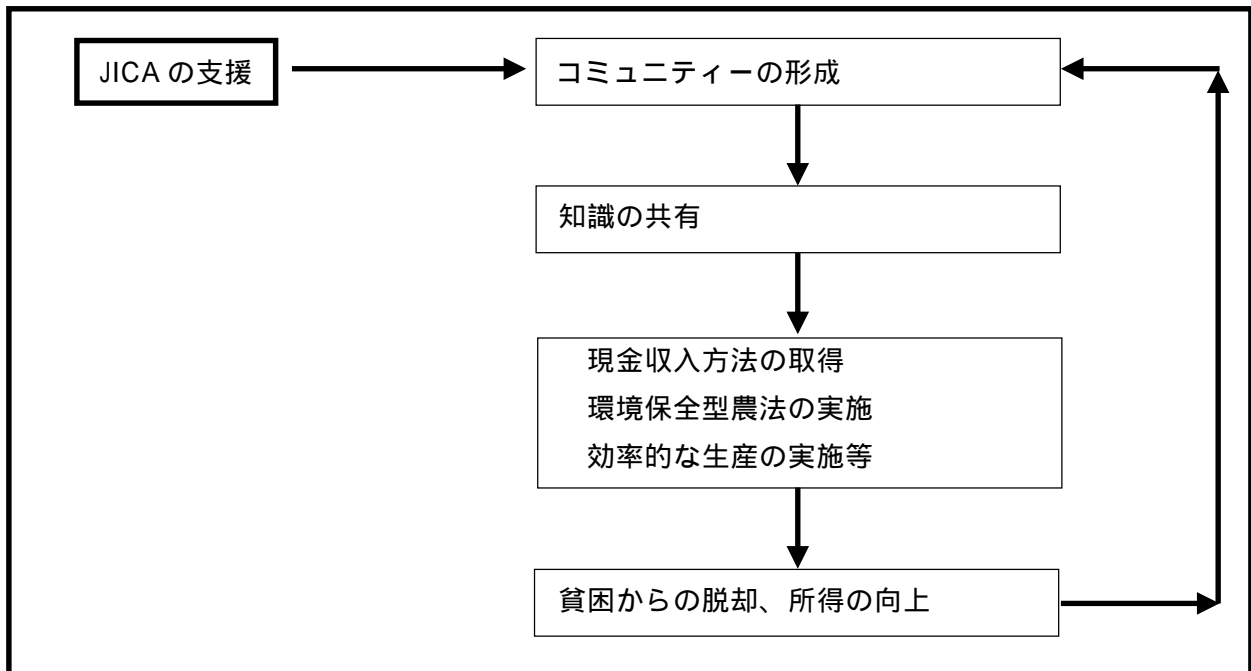 JICA の支援
コミュニティーの形成
知識の共有
現金収入方法の取得
環境保全型農法の実施
効率的な生産の実施等
貧困からの脱却、所得の向上